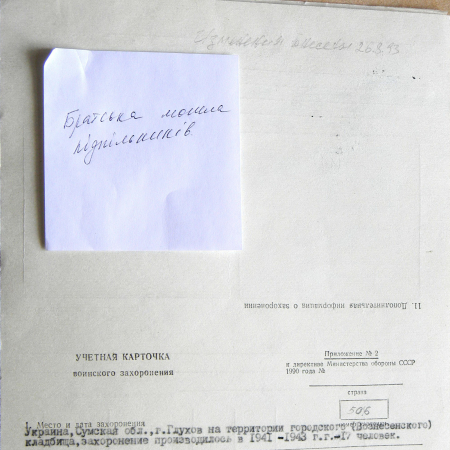 Братська могила
підпільників
11. Дополнительная информация о захоронении
УЧЕТНАЯ КАРТОЧКА
воинского захоронения
Приложение № 2
к директиве Министерства обороны СССР
1990 года №
страна
596
1. Место и дата захоронения
Украина,Сумская обл.,г.Глухов на территории городского (Вознесенского)
кладбища,захоронение производилось в 1941 -1943 г.г.-17 человек.